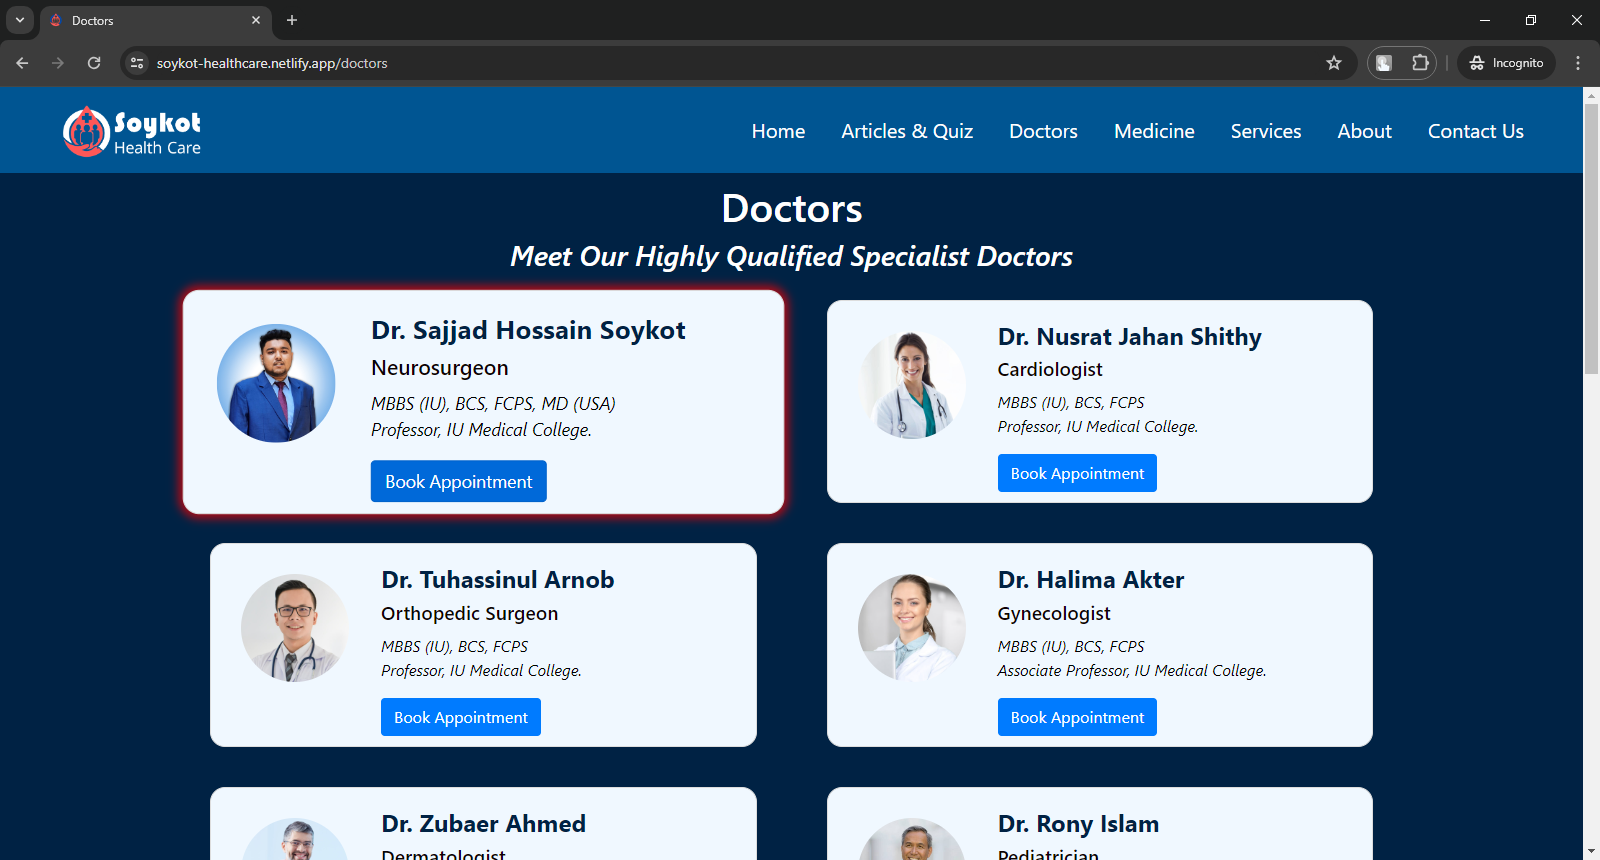 Doctors
soykot-healthcare.netlify.app/doctors
Incognito
Soykot
Health Care
Home
Articles & Quiz
Doctors
Medicine
Services
About
Contact Us
Doctors
Meet Our Highly Qualified Specialist Doctors
Dr. Sajjad Hossain Soykot
Neurosurgeon
MBBS (IU), BCS, FCPS, MD (USA)
Professor, IU Medical College.
Book Appointment
Dr. Nusrat Jahan Shithy
Cardiologist
MBBS (IU), BCS, FCPS
Professor, IU Medical College.
Book Appointment
Dr. Tuhassinul Arnob
Orthopedic Surgeon
MBBS (IU), BCS, FCPS
Professor, IU Medical College.
Book Appointment
Dr. Halima Akter
Gynecologist
MBBS (IU), BCS, FCPS
Associate Professor, IU Medical College.
Book Appointment
Dr. Zubaer Ahmed
Dermatologist
Dr. Rony Islam
Pediatrician